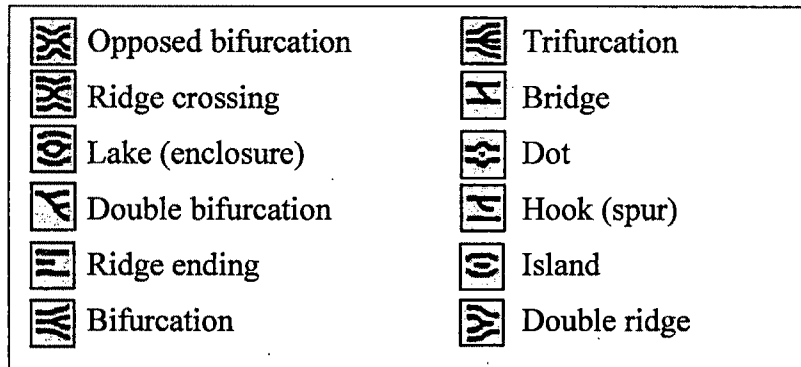 Opposed bifurcation
Ridge crossing
Lake (enclosure)
Double bifurcation
Ridge ending
Bifurcation
Trifurcation
Bridge
Dot
Hook (spur)
Island
Double ridge